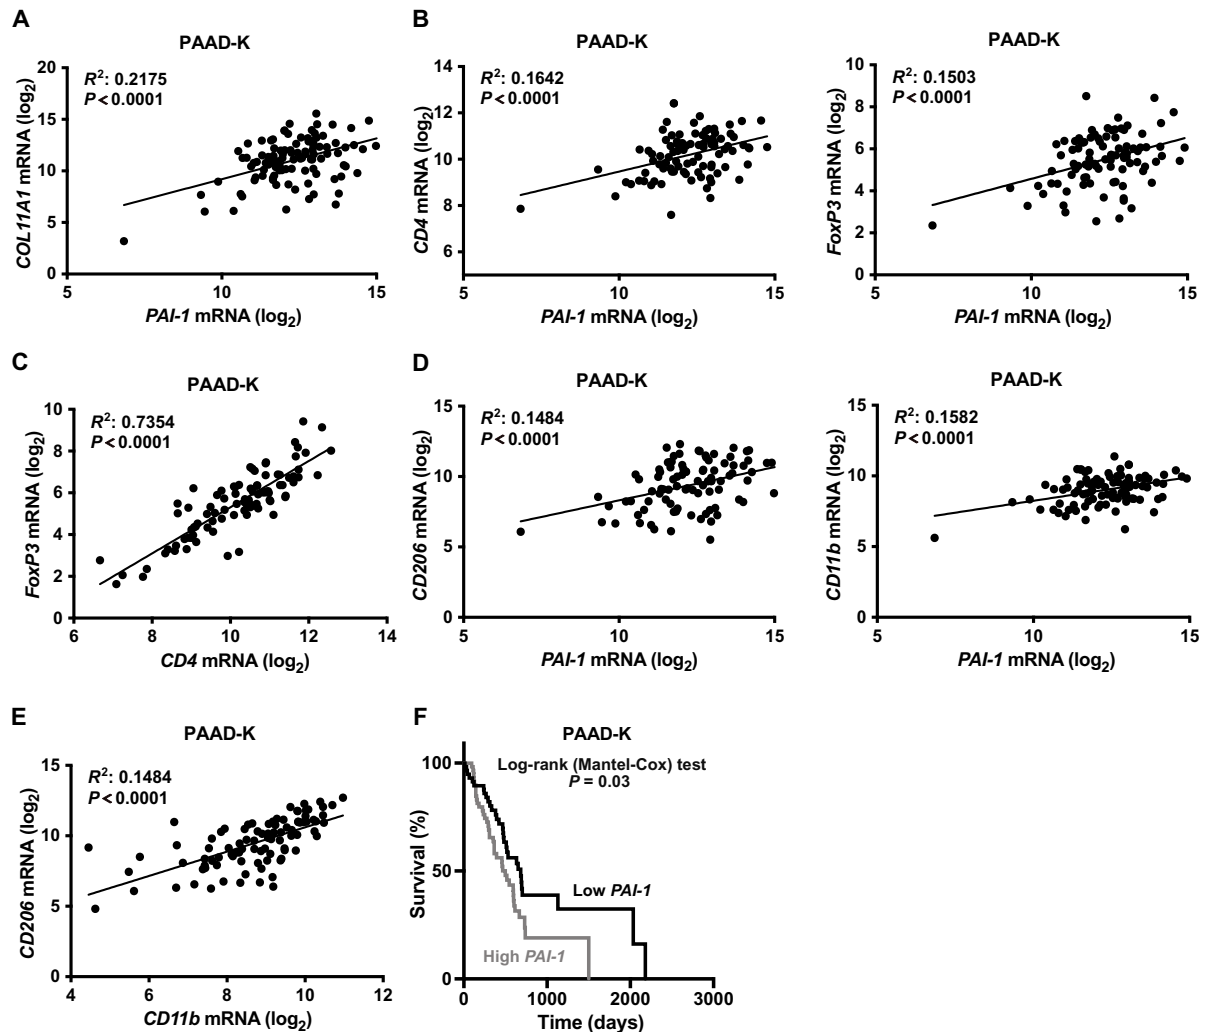 A
PAAD-K
R²: 0.2175
P < 0.0001
COL11A1 mRNA (log₂)
20
15
10
5
0
5 10 15
PAI-1 mRNA (log₂)
B
PAAD-K
R²: 0.1642
P < 0.0001
CD4 mRNA (log₂)
14
12
10
8
6
5 10 15
PAI-1 mRNA (log₂)
PAAD-K
R²: 0.1503
P < 0.0001
FoxP3 mRNA (log₂)
10
8
6
4
2
0
5 10 15
PAI-1 mRNA (log₂)
C
PAAD-K
R²: 0.7354
P < 0.0001
FoxP3 mRNA (log₂)
10
8
6
4
2
0
6 8 10 12 14
CD4 mRNA (log₂)
D
PAAD-K
R²: 0.1484
P < 0.0001
CD206 mRNA (log₂)
15
10
5
0
5 10 15
PAI-1 mRNA (log₂)
PAAD-K
R²: 0.1582
P < 0.0001
CD11b mRNA (log₂)
15
10
5
0
5 10 15
PAI-1 mRNA (log₂)
E
PAAD-K
R²: 0.1484
P < 0.0001
CD206 mRNA (log₂)
15
10
5
0
4 6 8 10 12
CD11b mRNA (log₂)
F
PAAD-K
Log-rank (Mantel-Cox) test
P = 0.03
Survival (%)
100
50
0
Low PAI-1
High PAI-1
0 1000 2000 3000
Time (days)